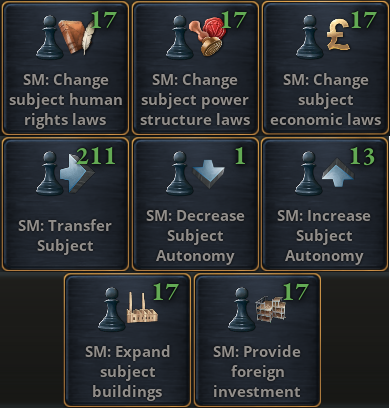 17 17 17
SM: Change subject human rights laws
SM: Change subject power structure laws
SM: Change subject economic laws
211 1 13
SM: Transfer Subject
SM: Decrease Subject Autonomy
SM: Increase Subject Autonomy
17 17
SM: Expand subject buildings
SM: Provide foreign investment